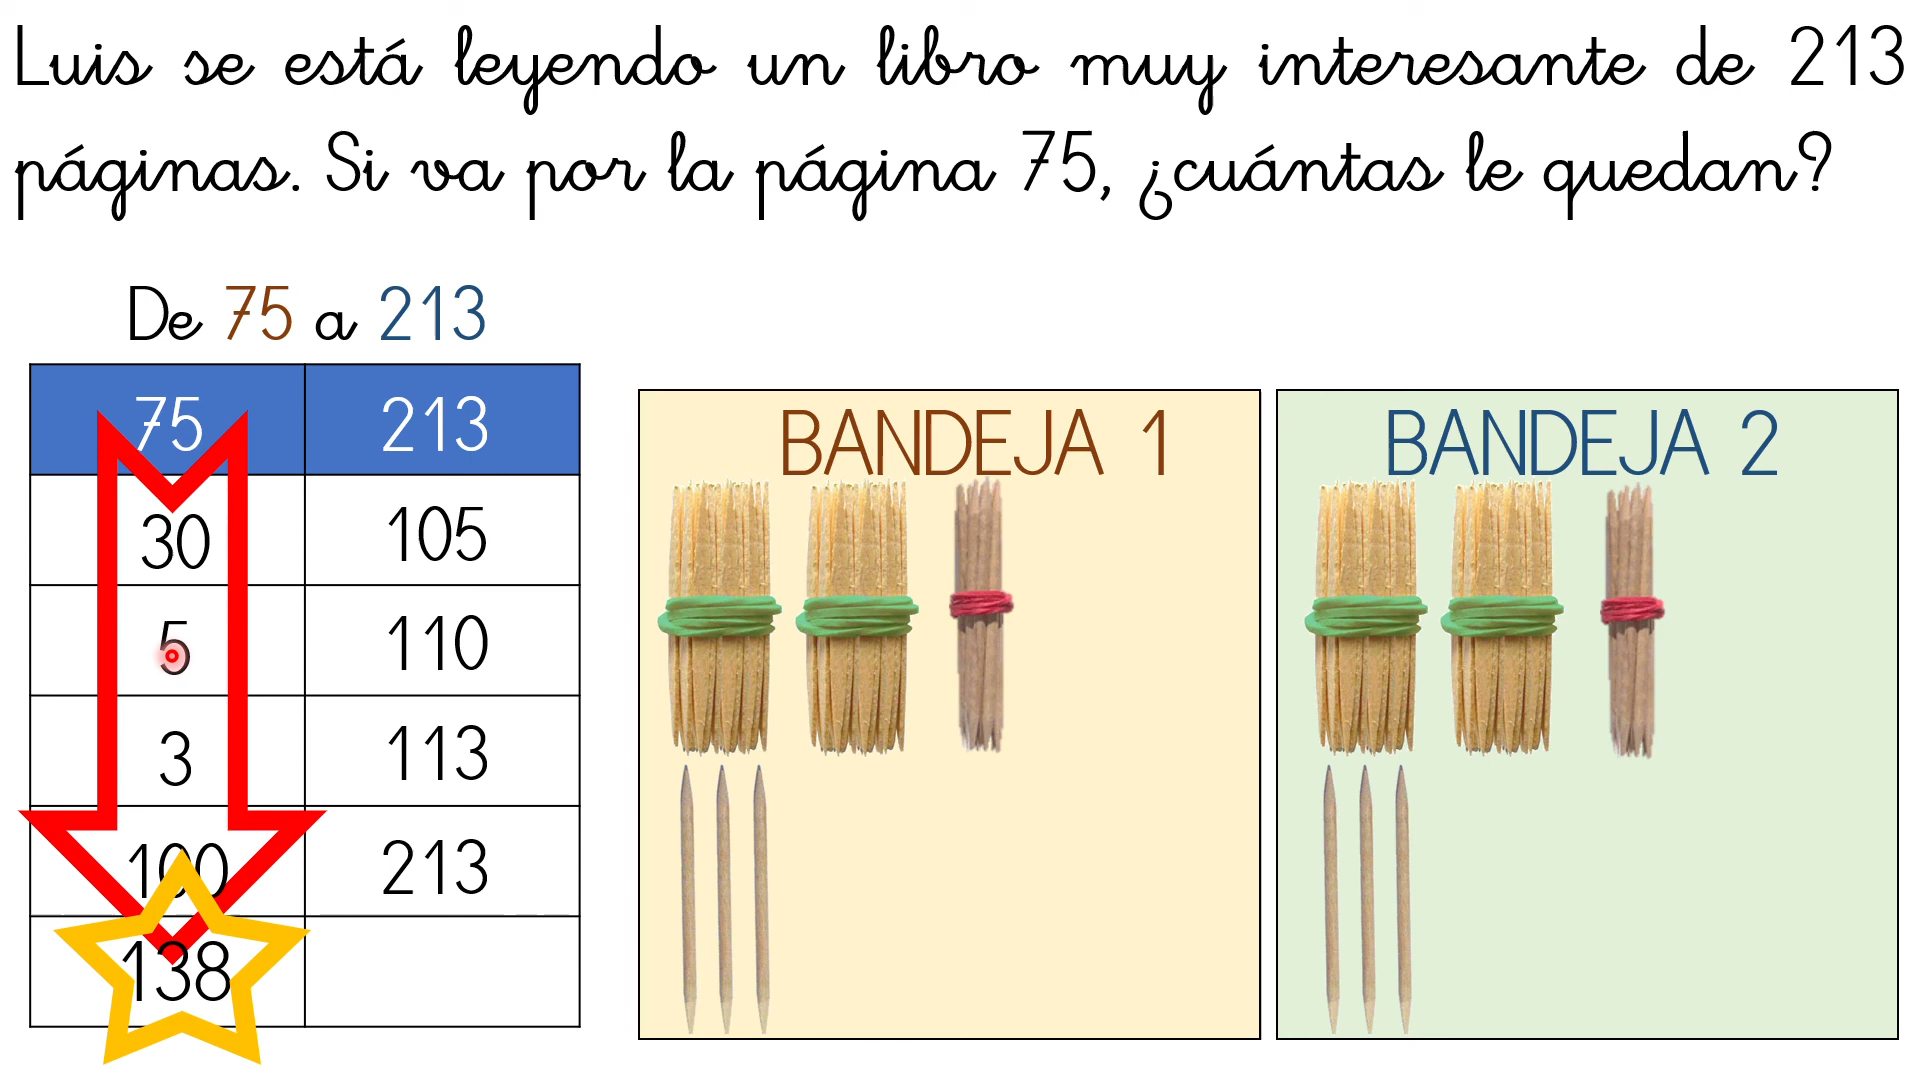 Luis se está leyendo un libro muy interesante de 213
páginas. Si va por la página 75, ¿cuántas le quedan?
De 75 a 213
75 213
30 105
5 110
3 113
100 213
138
BANDEJA 1
BANDEJA 2